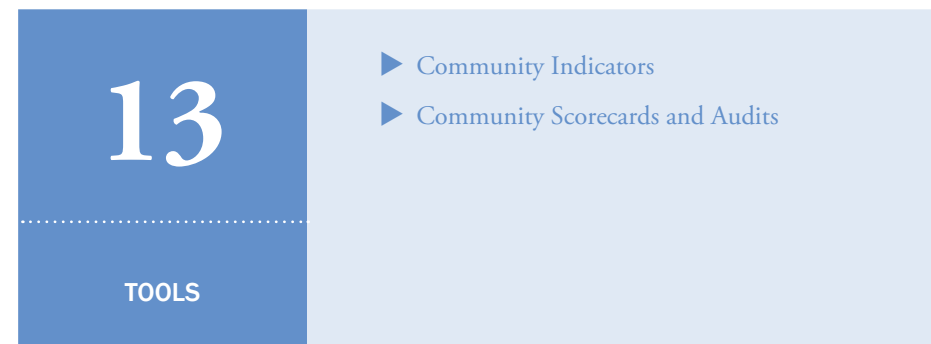 13
TOOLS
▶ Community Indicators
▶ Community Scorecards and Audits